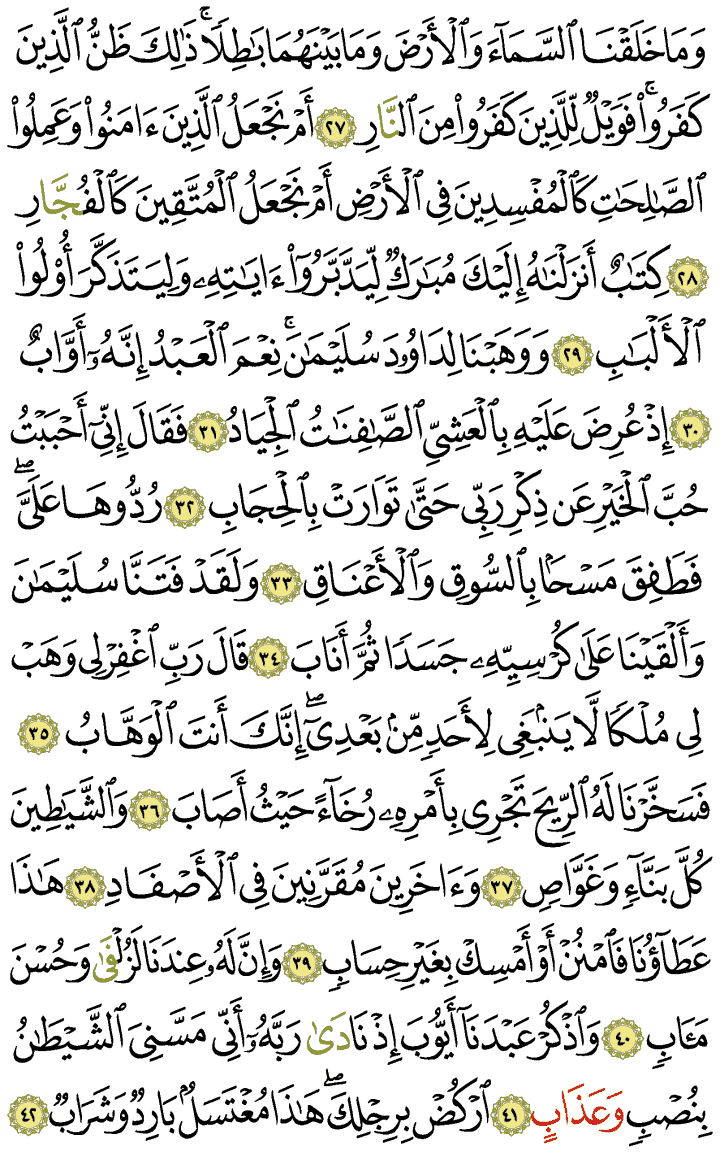 وَمَا خَلَقْنَا ٱلسَّمَآءَ وَٱلْأَرْضَ وَمَا بَيْنَهُمَا بَٰطِلًا ۚ ذَٰلِكَ ظَنُّ ٱلَّذِينَ
كَفَرُوا۟ ۚ فَوَيْلٌ لِّلَّذِينَ كَفَرُوا۟ مِنَ ٱلنَّارِ ٢٧ أَمْ نَجْعَلُ ٱلَّذِينَ ءَامَنُوا۟ وَعَمِلُوا۟
ٱلصَّٰلِحَٰتِ كَٱلْمُفْسِدِينَ فِى ٱلْأَرْضِ أَمْ نَجْعَلُ ٱلْمُتَّقِينَ كَٱلْفُجَّارِ
٢٨ كِتَٰبٌ أَنزَلْنَٰهُ إِلَيْكَ مُبَٰرَكٌ لِّيَدَّبَّرُوٓا۟ ءَايَٰتِهِۦ وَلِيَتَذَكَّرَ أُو۟لُوا۟
ٱلْأَلْبَٰبِ ٢٩ وَوَهَبْنَا لِدَاوُۥدَ سُلَيْمَٰنَ ۚ نِعْمَ ٱلْعَبْدُ إِنَّهُۥٓ أَوَّابٌ
٣٠ إِذْ عُرِضَ عَلَيْهِ بِٱلْعَشِىِّ ٱلصَّٰفِنَٰتُ ٱلْجِيَادُ ٣١ فَقَالَ إِنِّىٓ أَحْبَبْتُ
حُبَّ ٱلْخَيْرِ عَن ذِكْرِ رَبِّى حَتَّىٰ تَوَارَتْ بِٱلْحِجَابِ ٣٢ رُدُّوهَا عَلَىَّ ۖ
فَطَفِقَ مَسْحًۢا بِٱلسُّوقِ وَٱلْأَعْنَاقِ ٣٣ وَلَقَدْ فَتَنَّا سُلَيْمَٰنَ
وَأَلْقَيْنَا عَلَىٰ كُرْسِيِّهِۦ جَسَدًا ثُمَّ أَنَابَ ٣٤ قَالَ رَبِّ ٱغْفِرْ لِى وَهَبْ
لِى مُلْكًا لَّا يَنۢبَغِى لِأَحَدٍ مِّنۢ بَعْدِىٓ ۖ إِنَّكَ أَنتَ ٱلْوَهَّابُ ٣٥
فَسَخَّرْنَا لَهُ ٱلرِّيحَ تَجْرِى بِأَمْرِهِۦ رُخَآءً حَيْثُ أَصَابَ ٣٦ وَٱلشَّيَٰطِينَ
كُلَّ بَنَّآءٍ وَغَوَّاصٍ ٣٧ وَءَاخَرِينَ مُقَرَّنِينَ فِى ٱلْأَصْفَادِ ٣٨ هَٰذَا
عَطَآؤُنَا فَٱمْنُنْ أَوْ أَمْسِكْ بِغَيْرِ حِسَابٍ ٣٩ وَإِنَّ لَهُۥ عِندَنَا لَزُلْفَىٰ وَحُسْنَ
مَـَٔابٍ ٤٠ وَٱذْكُرْ عَبْدَنَآ أَيُّوبَ إِذْ نَادَىٰ رَبَّهُۥٓ أَنِّى مَسَّنِىَ ٱلشَّيْطَٰنُ
بِنُصْبٍ وَعَذَابٍ ٤١ ٱرْكُضْ بِرِجْلِكَ ۖ هَٰذَا مُغْتَسَلٌۢ بَارِدٌ وَشَرَابٌ ٤٢